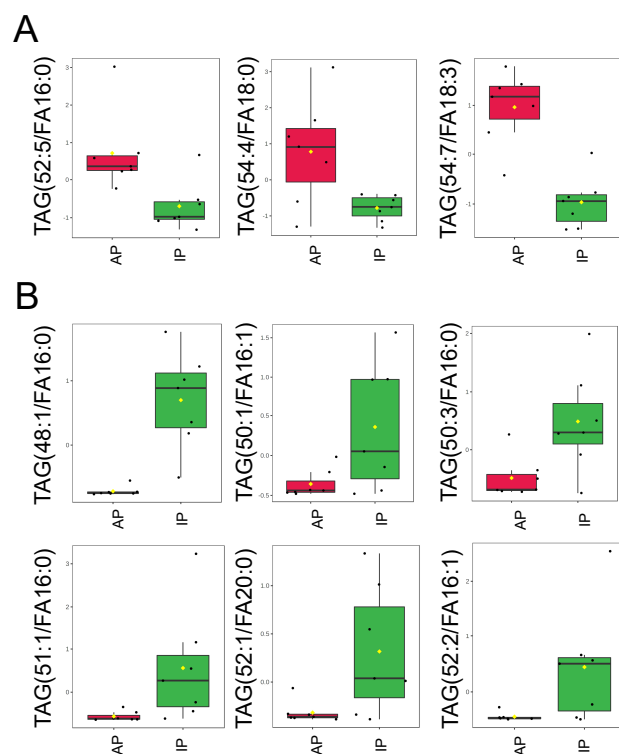 A
TAG(52:5/FA16:0)
3
2
1
0
-1
AP
IP
TAG(54:4/FA18:0)
3
2
1
0
-1
AP
IP
TAG(54:7/FA18:3)
1
0
-1
AP
IP
B
TAG(48:1/FA16:0)
1
0
AP
IP
TAG(50:1/FA16:1)
1.5
1.0
0.5
0.0
-0.5
AP
IP
TAG(50:3/FA16:0)
2
1
0
AP
IP
TAG(51:1/FA16:0)
3
2
1
0
AP
IP
TAG(52:1/FA20:0)
1.0
0.5
0.0
AP
IP
TAG(52:2/FA16:1)
2
1
0
AP
IP